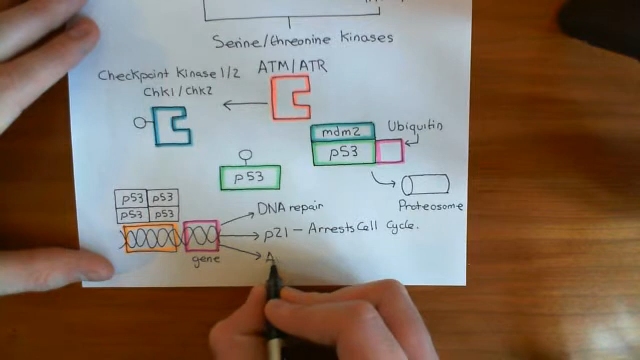 Serine/threonine Kinases
Checkpoint Kinase 1/2
Chk1/Chk2
ATM/ATR
mdm2
p53
Ubiquitin
Proteosome
p53
p53 p53
p53 p53
gene
DNA repair
p21 - Arrests Cell Cycle.
A